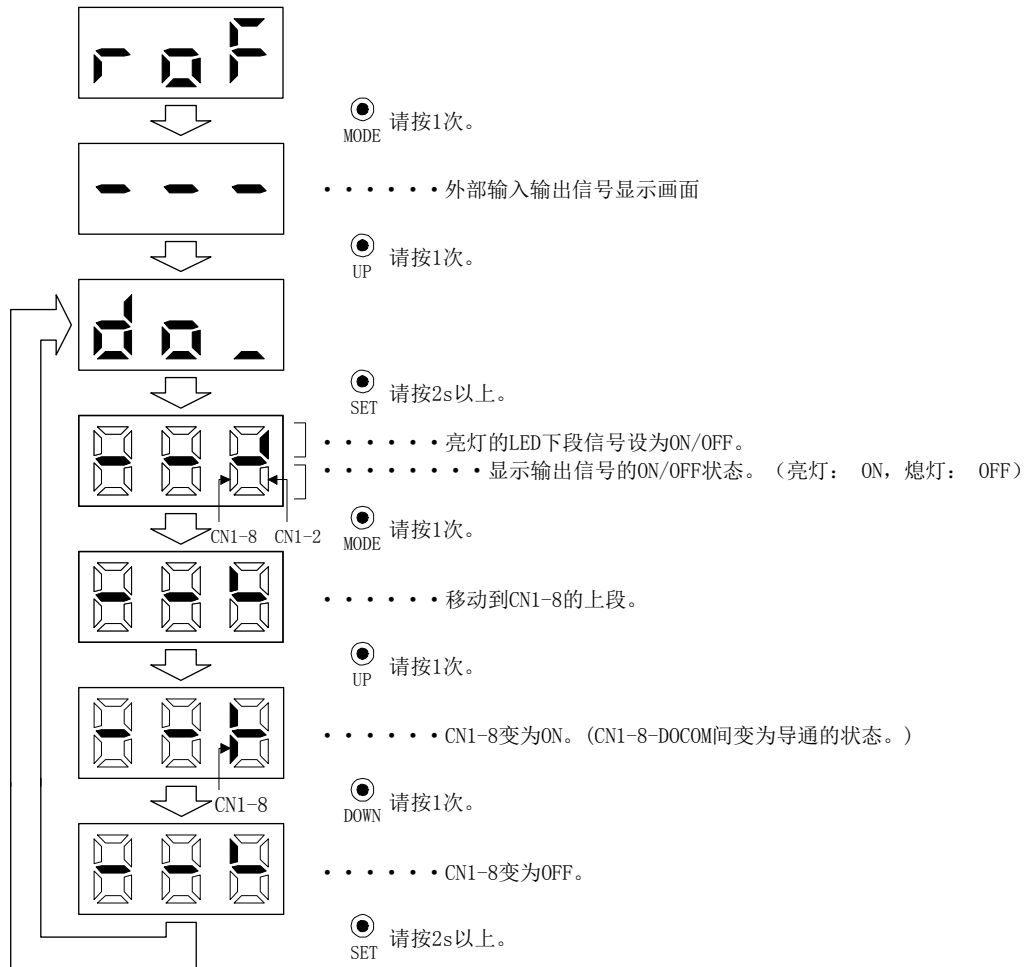 roF
MODE 请按1次。
- - -
・・・・・・外部输入输出信号显示画面
UP 请按1次。
do_
SET 请按2s以上。
・・・・・・亮灯的LED下段信号设为ON/OFF。
・・・・・・・・显示输出信号的ON/OFF状态。（亮灯： ON，熄灯： OFF）
CN1-8 CN1-2
MODE 请按1次。
・・・・・・移动到CN1-8的上段。
UP 请按1次。
・・・・・・CN1-8变为ON。(CN1-8-DOCOM间变为导通的状态。)
CN1-8
DOWN 请按1次。
・・・・・・CN1-8变为OFF。
SET 请按2s以上。